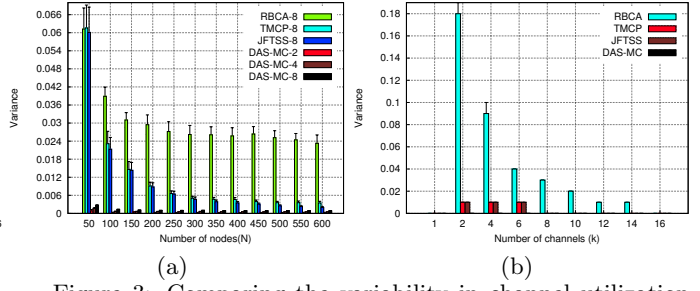 0.066
0.06
0.054
0.048
0.042
0.036
0.03
0.024
0.018
0.012
0.006
0
Variance
RBCA-8
TMCP-8
JFTSS-8
DAS-MC-2
DAS-MC-4
DAS-MC-8
50 100 150 200 250 300 350 400 450 500 550 600
Number of nodes(N)
(a)
0.18
0.16
0.14
0.12
0.1
0.08
0.06
0.04
0.02
0
Variance
RBCA
TMCP
JFTSS
DAS-MC
1 2 4 6 8 10 12 14 16
Number of channels (k)
(b)
Figure 3: Comparing the variability in channel utilization